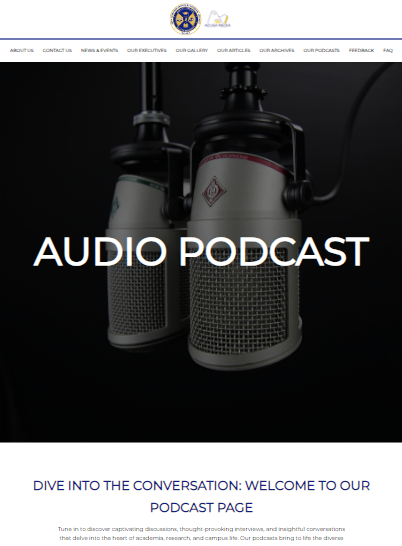 ABOUT US CONTACT US NEWS & EVENTS OUR EXECUTIVES OUR GALLERY OUR ARTICLES OUR ARCHIVES OUR PODCASTS FEEDBACK FAQ
AUDIO PODCAST
DIVE INTO THE CONVERSATION: WELCOME TO OUR
PODCAST PAGE
Tune in to discover captivating discussions, thought-provoking interviews, and insightful conversations
that delve into the heart of academia, research, and campus life. Our podcasts bring to life the diverse